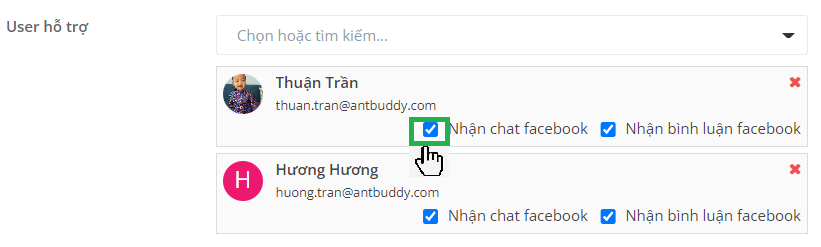 User hỗ trợ
Chọn hoặc tìm kiếm...
Thuận Trần
thuan.tran@antbuddy.com
Nhận chat facebook Nhận bình luận facebook
H
Hương Hương
huong.tran@antbuddy.com
Nhận chat facebook Nhận bình luận facebook